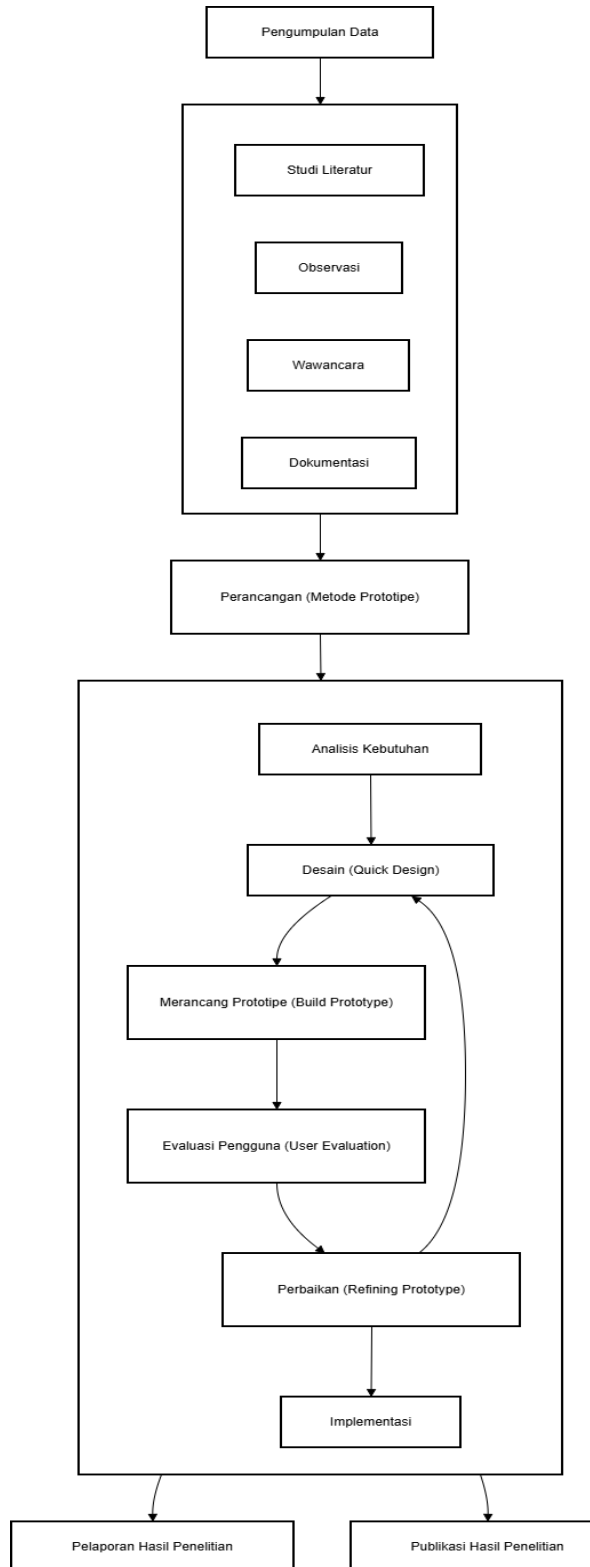 Pengumpulan Data
Studi Literatur
Observasi
Wawancara
Dokumentasi
Perancangan (Metode Prototipe)
Analisis Kebutuhan
Desain (Quick Design)
Merancang Prototipe (Build Prototype)
Evaluasi Pengguna (User Evaluation)
Perbaikan (Refining Prototype)
Implementasi
Pelaporan Hasil Penelitian
Publikasi Hasil Penelitian